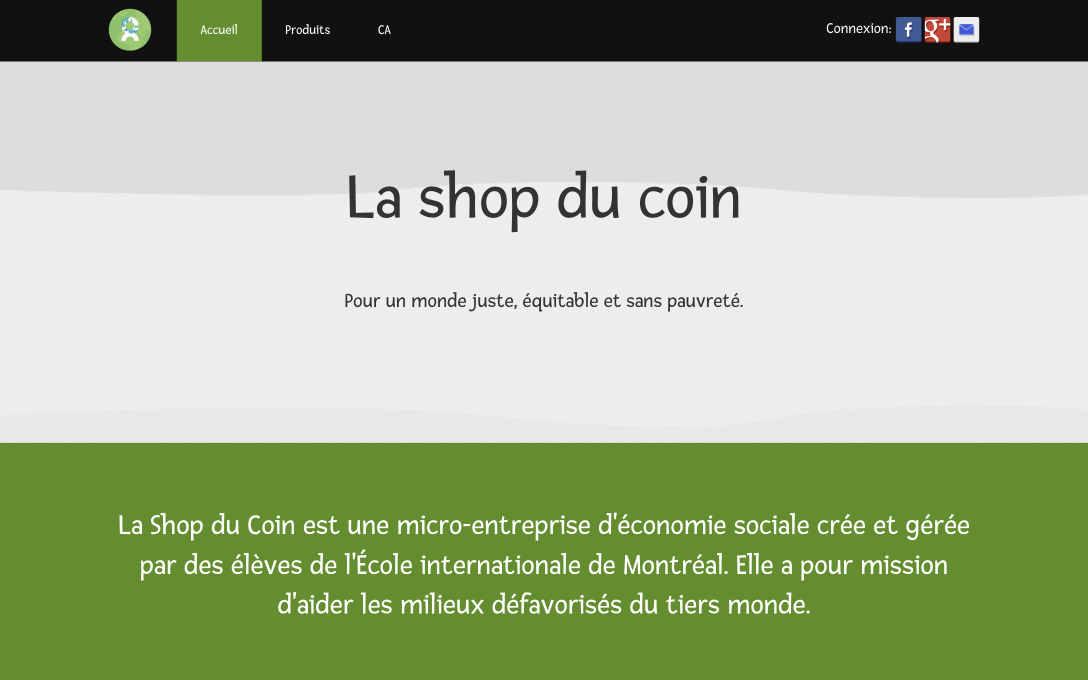 Accueil Produits CA Connexion:
La shop du coin
Pour un monde juste, équitable et sans pauvreté.
La Shop du Coin est une micro-entreprise d'économie sociale crée et gérée
par des élèves de l'École internationale de Montréal. Elle a pour mission
d'aider les milieux défavorisés du tiers monde.